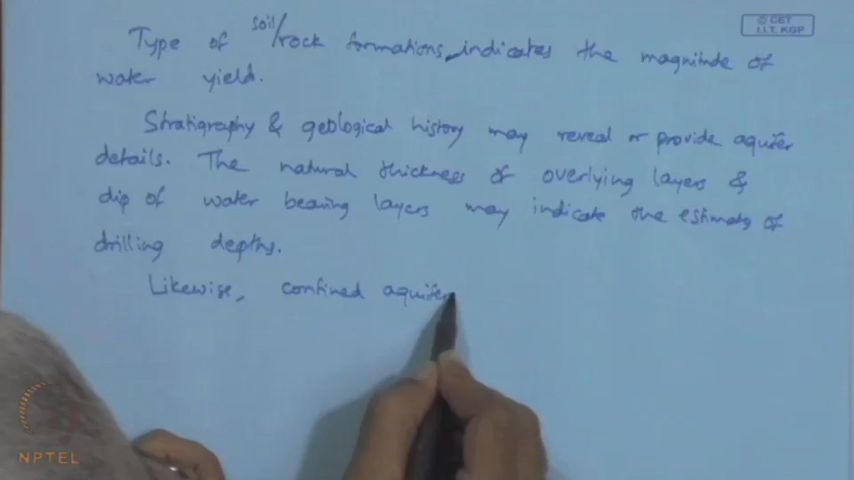 © CET
I.I.T. KGP
Type of soil/rock formations, indicates the magnitude of
water yield.
Stratigraphy & geological history may reveal or provide aquifer
details. The natural thickness of overlying layers &
dip of water bearing layers may indicate the estimate of
drilling depths.
Likewise, confined aquifer
NPTEL